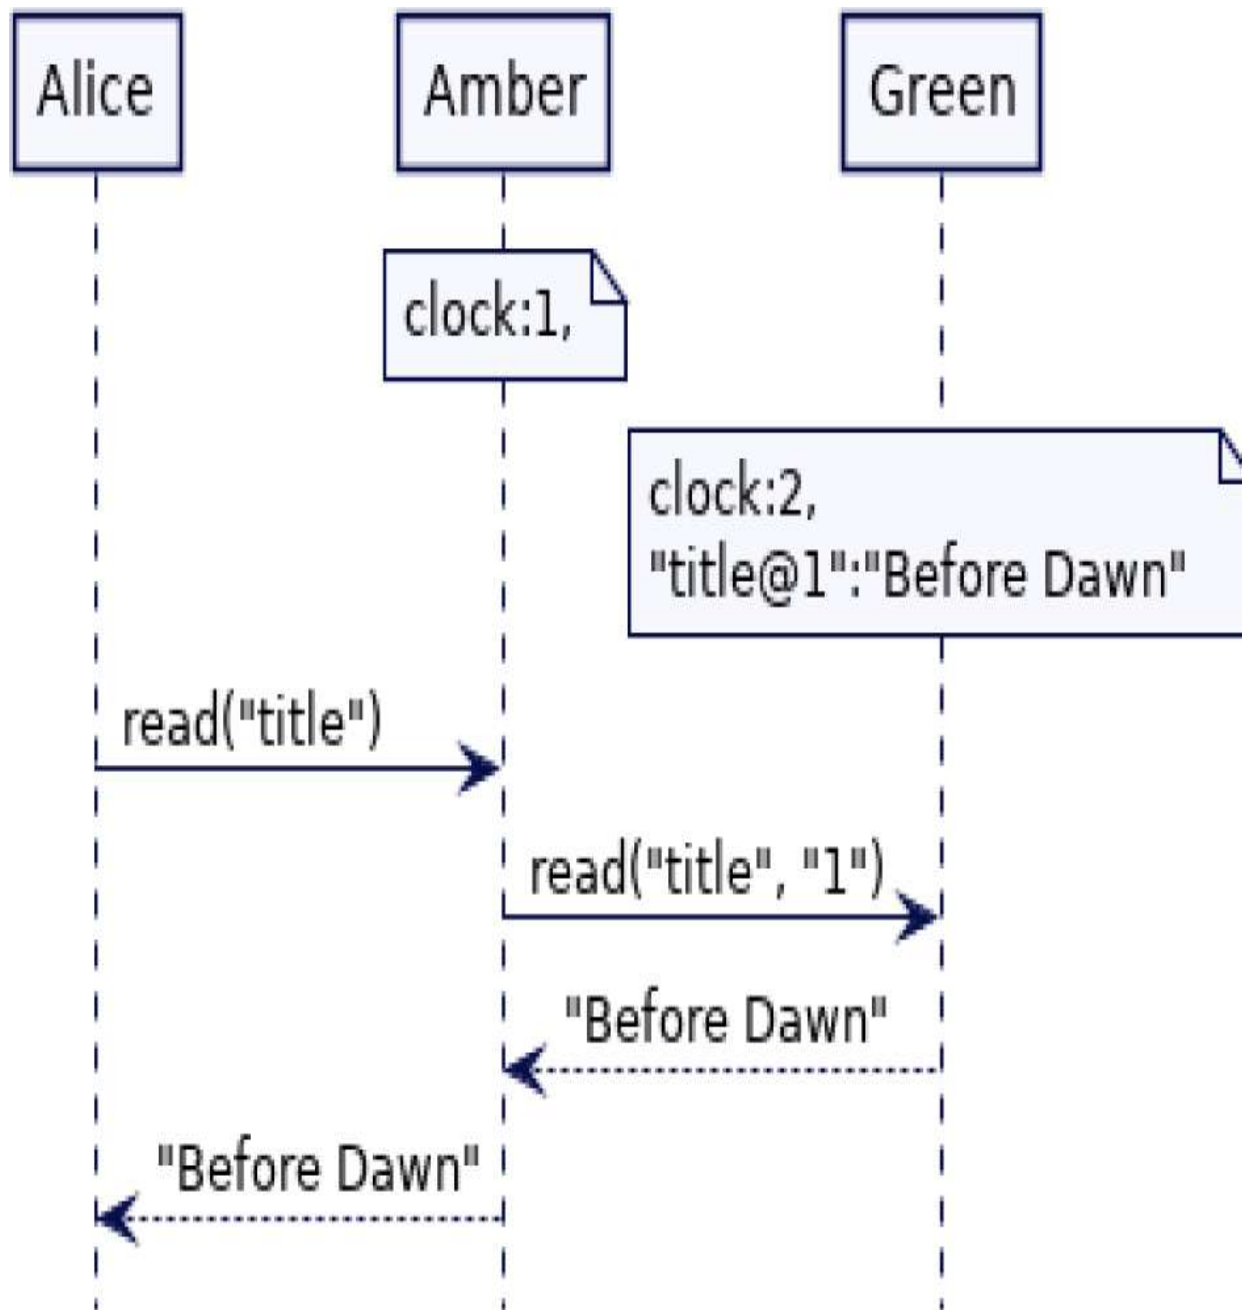 Alice
Amber
Green
clock:1,
clock:2,
"title@1":"Before Dawn"
read("title")
read("title", "1")
"Before Dawn"
"Before Dawn"